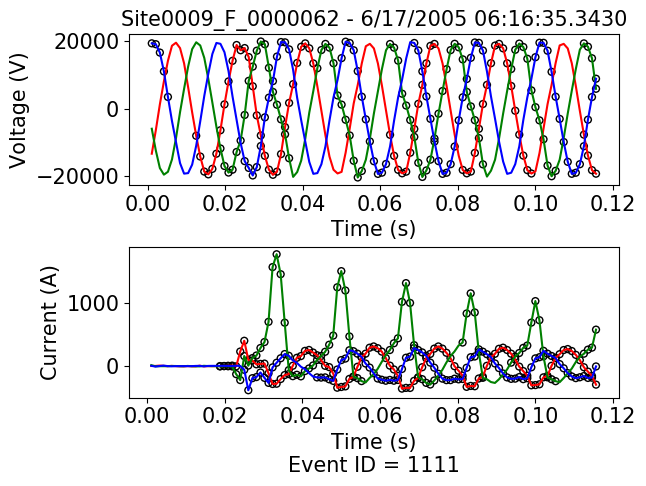 Site0009_F_0000062 - 6/17/2005 06:16:35.3430
20000
0
−20000
Voltage (V)
0.00 0.02 0.04 0.06 0.08 0.10 0.12
Time (s)
1000
0
Current (A)
0.00 0.02 0.04 0.06 0.08 0.10 0.12
Time (s)
Event ID = 1111